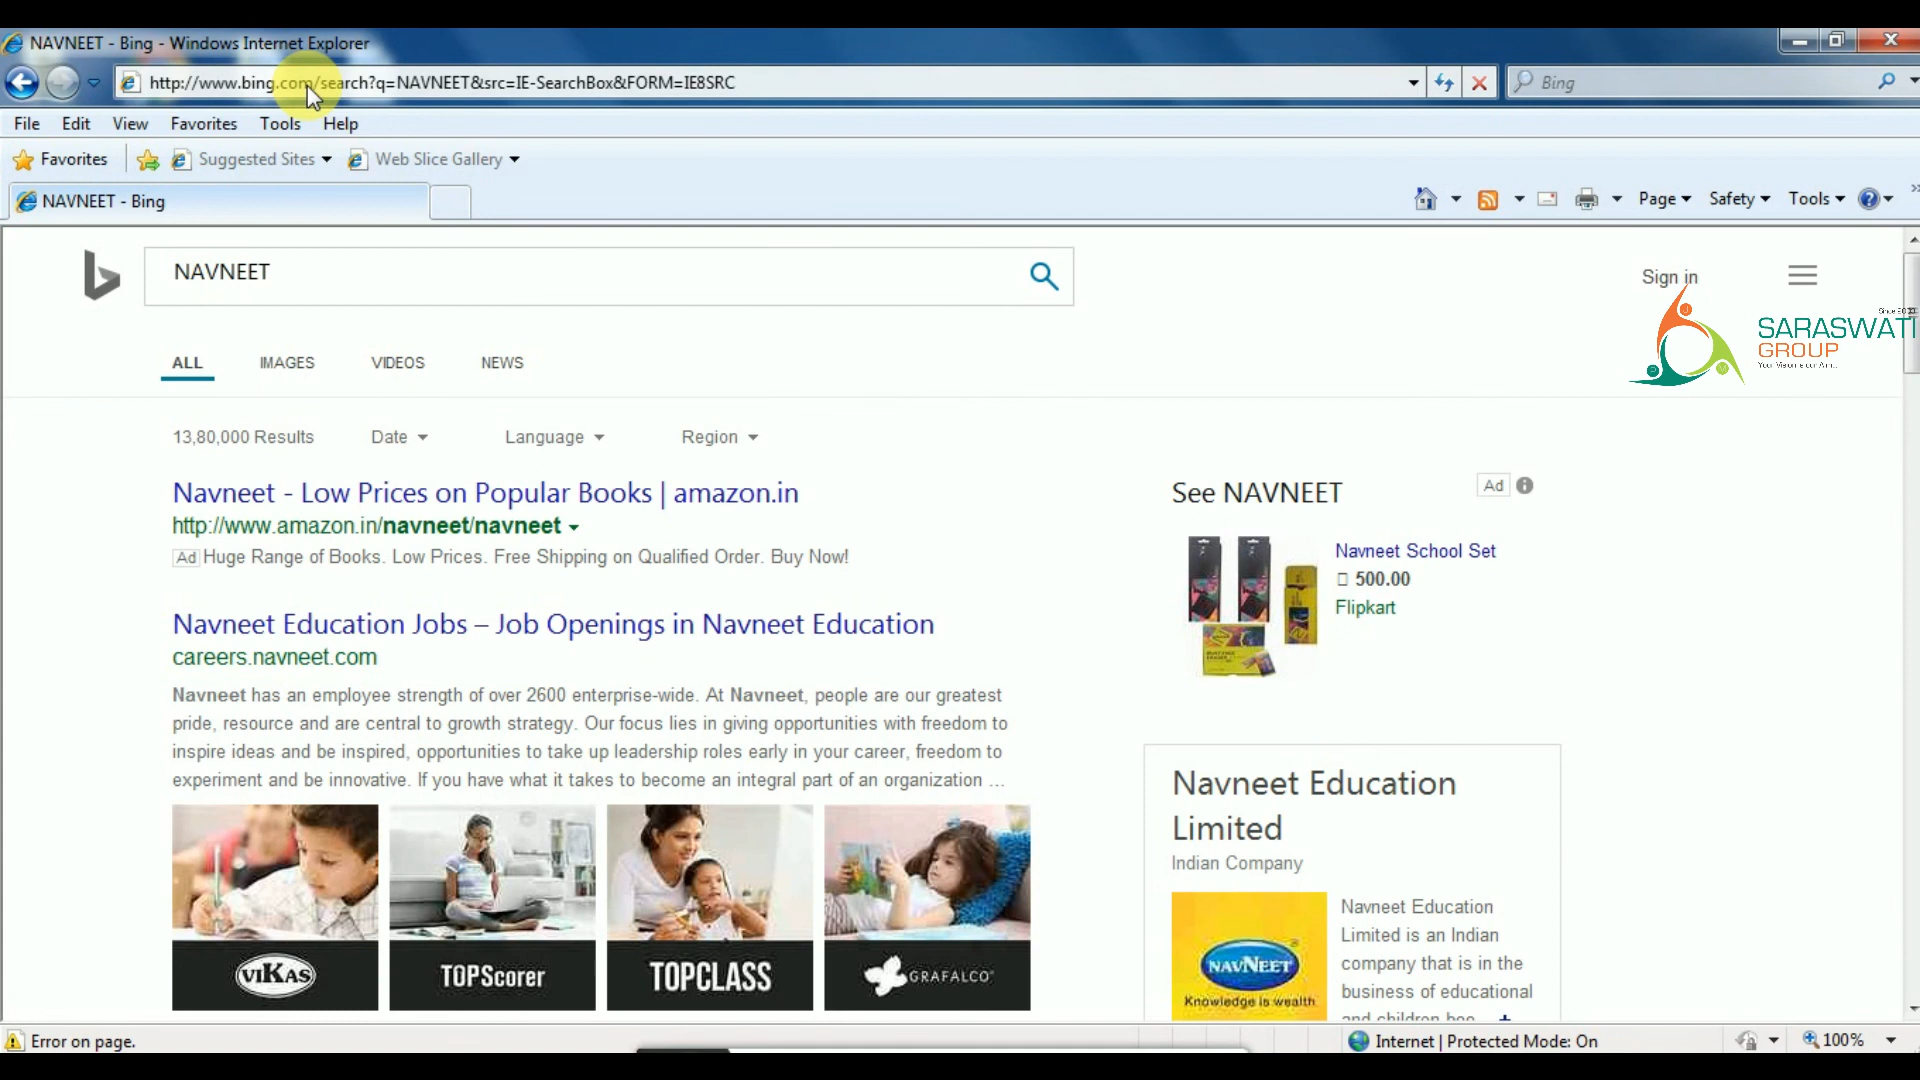 NAVNEET - Bing - Windows Internet Explorer
http://www.bing.com/search?q=NAVNEET&src=IE-SearchBox&FORM=IE8SRC
Bing
File Edit View Favorites Tools Help
Favorites Suggested Sites Web Slice Gallery
NAVNEET - Bing
Page Safety Tools
NAVNEET
Sign in
SARASWATI
GROUP
ALL IMAGES VIDEOS NEWS
13,80,000 Results Date Language Region
Navneet - Low Prices on Popular Books | amazon.in
http://www.amazon.in/navneet/navneet
Ad Huge Range of Books. Low Prices. Free Shipping on Qualified Order. Buy Now!
Navneet Education Jobs – Job Openings in Navneet Education
careers.navneet.com
Navneet has an employee strength of over 2600 enterprise-wide. At Navneet, people are our greatest
pride, resource and are central to growth strategy. Our focus lies in giving opportunities with freedom to
inspire ideas and be inspired, opportunities to take up leadership roles early in your career, freedom to
experiment and be innovative. If you have what it takes to become an integral part of an organization ...
VIKAS
TOPScorer
TOPCLASS
GRAFALCO
See NAVNEET
Ad
Navneet School Set
500.00
Flipkart
Navneet Education
Limited
Indian Company
NAVNEET
Knowledge is wealth
Navneet Education
Limited is an Indian
company that is in the
business of educational
Error on page.
Internet | Protected Mode: On
100%